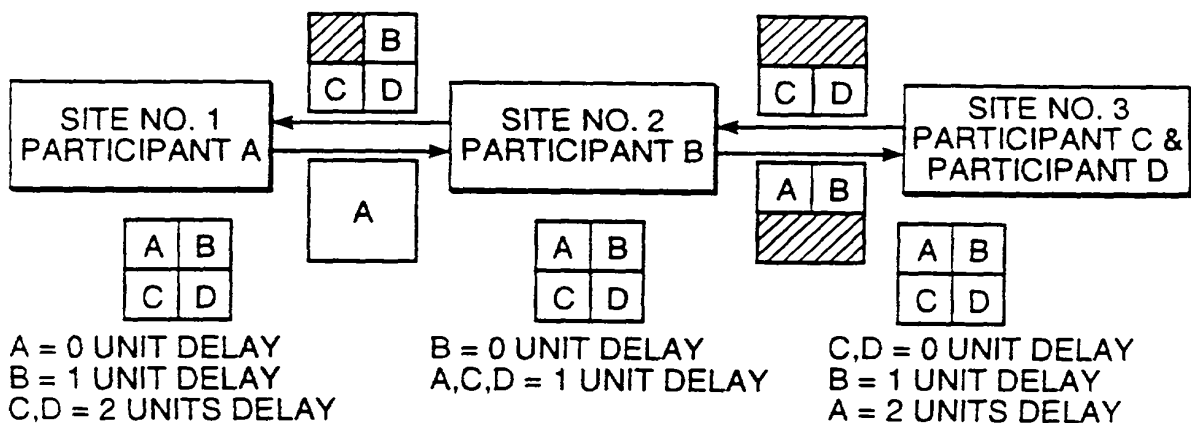 B
C D
C D
SITE NO. 1
PARTICIPANT A
SITE NO. 2
PARTICIPANT B
SITE NO. 3
PARTICIPANT C &
PARTICIPANT D
A
A B
A B
C D
A B
C D
A B
C D
A = 0 UNIT DELAY
B = 1 UNIT DELAY
C,D = 2 UNITS DELAY
B = 0 UNIT DELAY
A,C,D = 1 UNIT DELAY
C,D = 0 UNIT DELAY
B = 1 UNIT DELAY
A = 2 UNITS DELAY